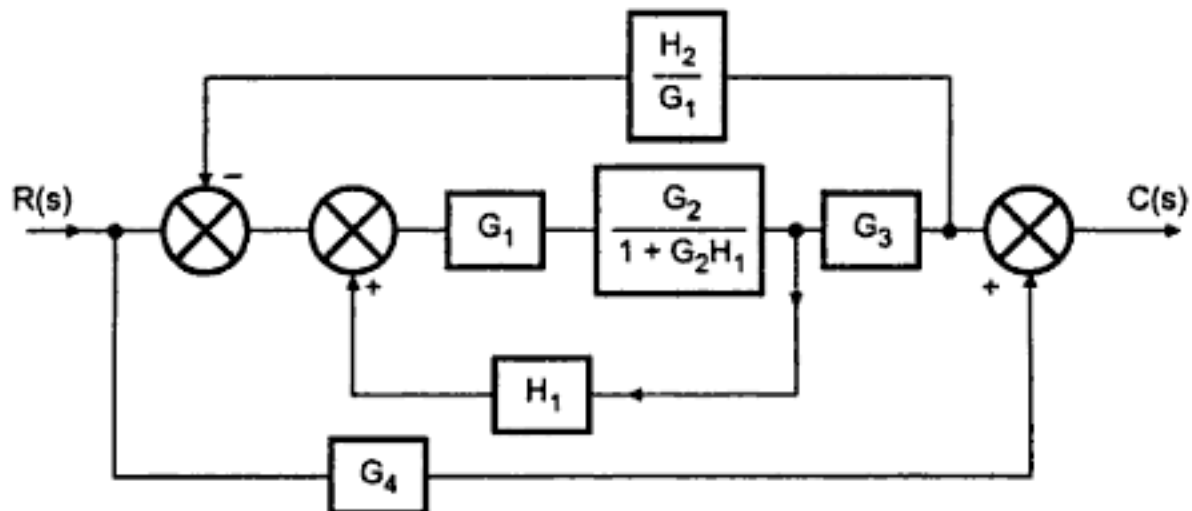 H₂
G₁
−
R(s)
G₁
G₂
1 + G₂H₁
G₃
C(s)
+
+
H₁
G₄